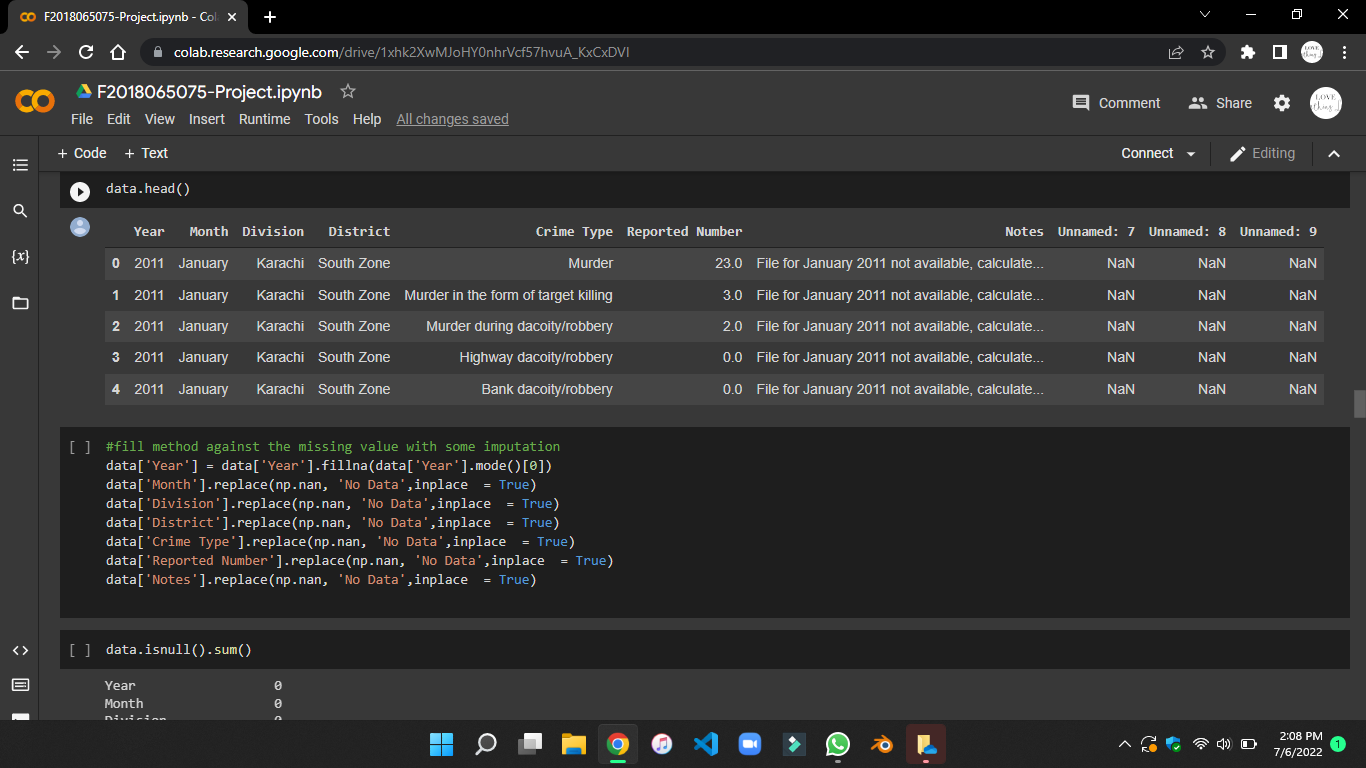 F2018065075-Project.ipynb - Col
colab.research.google.com/drive/1xhk2XwMJoHY0nhrVcf57hvuA_KxCxDVI
F2018065075-Project.ipynb
File Edit View Insert Runtime Tools Help All changes saved
Comment Share
+ Code + Text
Connect Editing
data.head()
Year Month Division District Crime Type Reported Number Notes Unnamed: 7 Unnamed: 8 Unnamed: 9
0 2011 January Karachi South Zone Murder 23.0 File for January 2011 not available, calculate... NaN NaN NaN
1 2011 January Karachi South Zone Murder in the form of target killing 3.0 File for January 2011 not available, calculate... NaN NaN NaN
2 2011 January Karachi South Zone Murder during dacoity/robbery 2.0 File for January 2011 not available, calculate... NaN NaN NaN
3 2011 January Karachi South Zone Highway dacoity/robbery 0.0 File for January 2011 not available, calculate... NaN NaN NaN
4 2011 January Karachi South Zone Bank dacoity/robbery 0.0 File for January 2011 not available, calculate... NaN NaN NaN
{x}
[ ] #fill method against the missing value with some imputation
data['Year'] = data['Year'].fillna(data['Year'].mode()[0])
data['Month'].replace(np.nan, 'No Data',inplace  = True)
data['Division'].replace(np.nan, 'No Data',inplace  = True)
data['District'].replace(np.nan, 'No Data',inplace  = True)
data['Crime Type'].replace(np.nan, 'No Data',inplace  = True)
data['Reported Number'].replace(np.nan, 'No Data',inplace  = True)
data['Notes'].replace(np.nan, 'No Data',inplace  = True)
[ ] data.isnull().sum()
Year 0
Month 0
Division 0
2:08 PM
7/6/2022
1